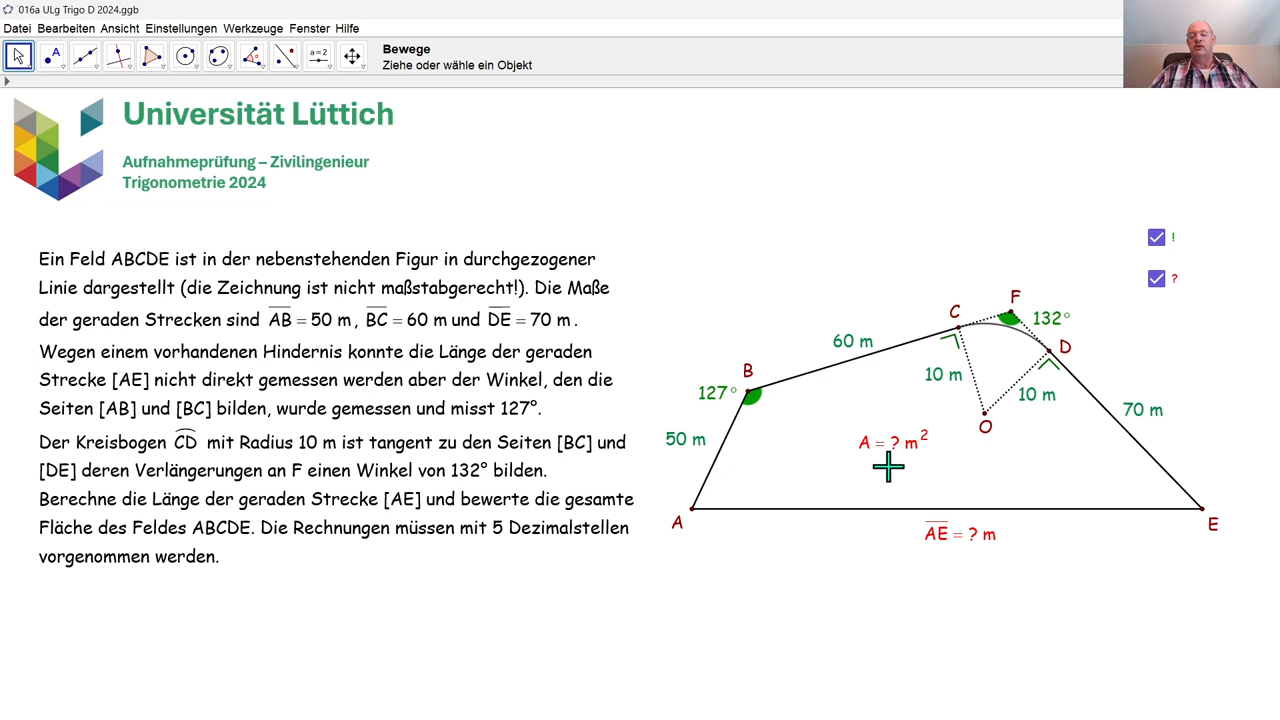 016a ULg Trigo D 2024.ggb
Datei Bearbeiten Ansicht Einstellungen Werkzeuge Fenster Hilfe
A
a=2
Bewege
Ziehe oder wähle ein Objekt
Universität Lüttich
Aufnahmeprüfung – Zivilingenieur
Trigonometrie 2024
Ein Feld ABCDE ist in der nebenstehenden Figur in durchgezogener
Linie dargestellt (die Zeichnung ist nicht maßstabgerecht!). Die Maße
der geraden Strecken sind AB = 50 m, BC = 60 m und DE = 70 m.
Wegen einem vorhandenen Hindernis konnte die Länge der geraden
Strecke [AE] nicht direkt gemessen werden aber der Winkel, den die
Seiten [AB] und [BC] bilden, wurde gemessen und misst 127°.
Der Kreisbogen CD mit Radius 10 m ist tangent zu den Seiten [BC] und
[DE] deren Verlängerungen an F einen Winkel von 132° bilden.
Berechne die Länge der geraden Strecke [AE] und bewerte die gesamte
Fläche des Feldes ABCDE. Die Rechnungen müssen mit 5 Dezimalstellen
vorgenommen werden.
!
?
F
C
132°
60 m
D
B
10 m
127°
10 m
70 m
O
50 m
A = ? m²
A
E
AE = ? m